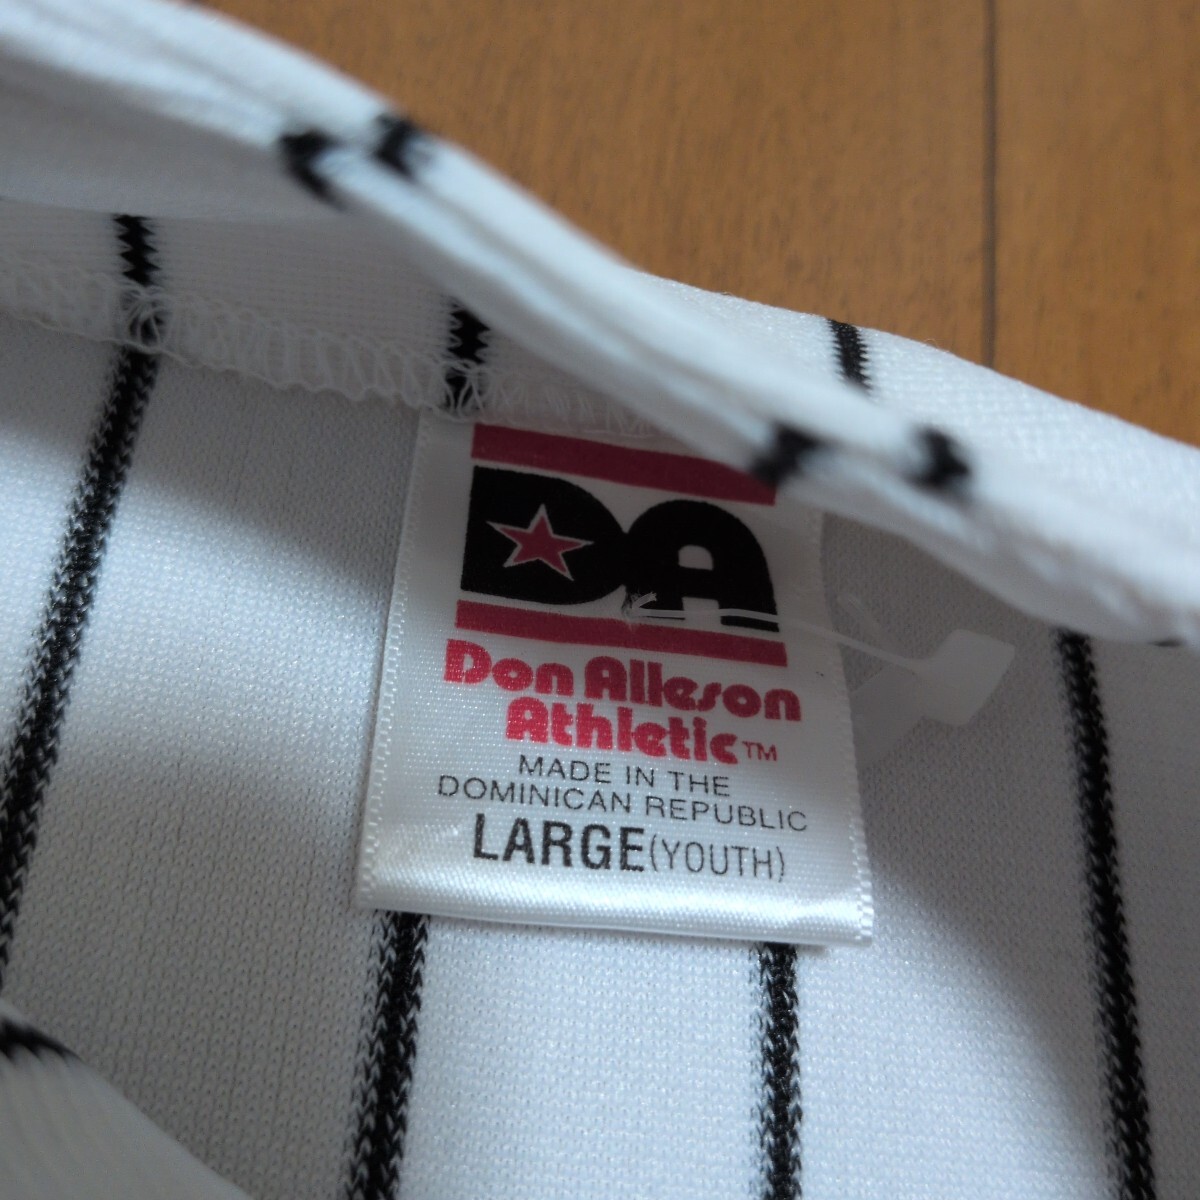 DA
Don Alleson
Athletic™
MADE IN THE
DOMINICAN REPUBLIC
LARGE(YOUTH)